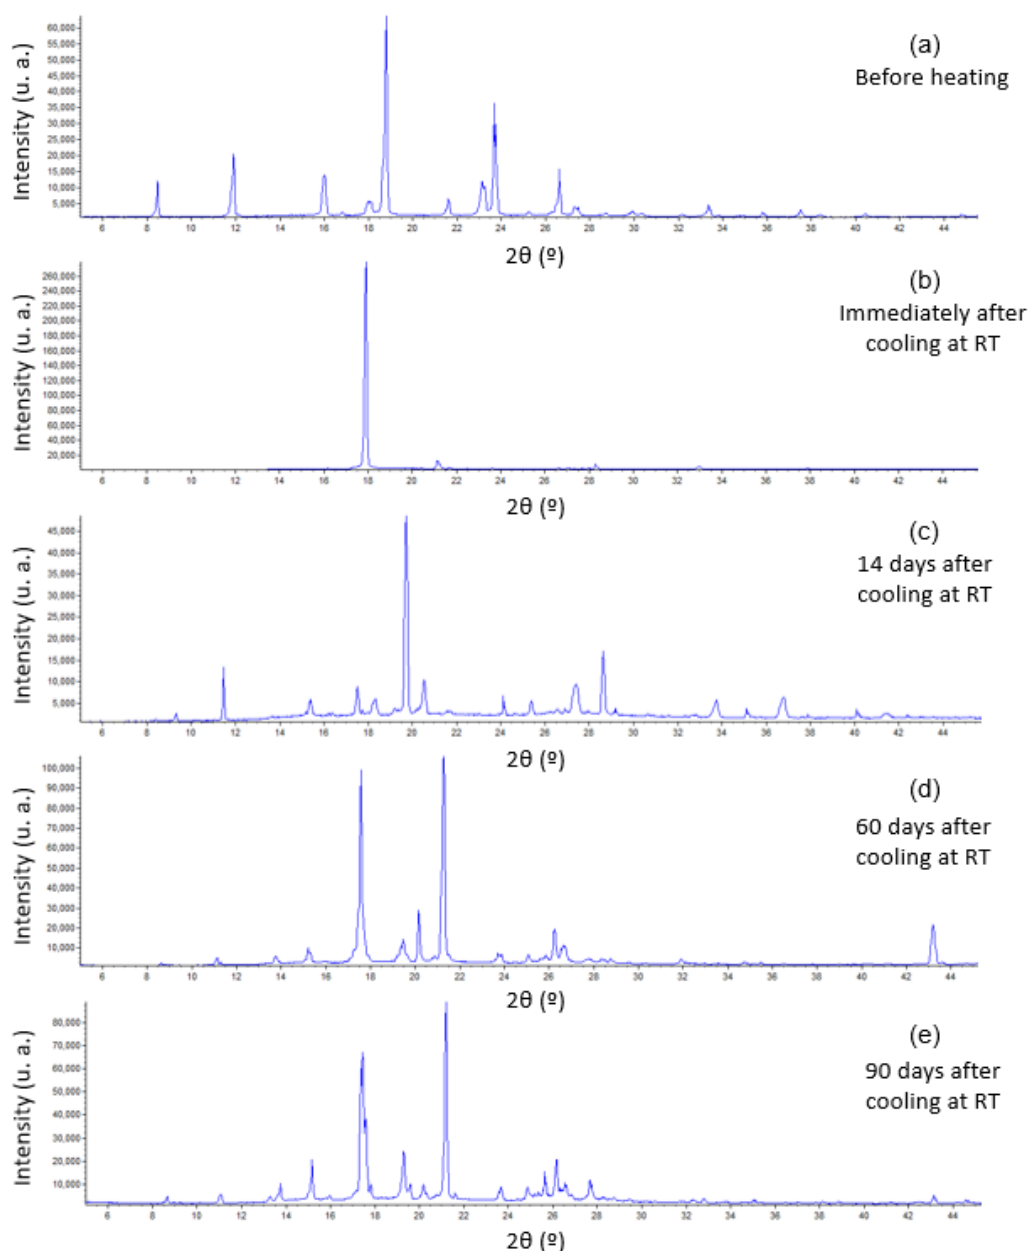 Intensity (u. a.)
60,000
55,000
50,000
45,000
40,000
35,000
30,000
25,000
20,000
15,000
10,000
5,000
(a)
Before heating
6 8 10 12 14 16 18 20 22 24 26 28 30 32 34 36 38 40 42 44
2θ (º)
Intensity (u. a.)
260,000
240,000
220,000
200,000
180,000
160,000
140,000
120,000
100,000
80,000
60,000
40,000
20,000
(b)
Immediately after
cooling at RT
6 8 10 12 14 16 18 20 22 24 26 28 30 32 34 36 38 40 42 44
2θ (º)
Intensity (u. a.)
45,000
40,000
35,000
30,000
25,000
20,000
15,000
10,000
5,000
(c)
14 days after
cooling at RT
6 8 10 12 14 16 18 20 22 24 26 28 30 32 34 36 38 40 42 44
2θ (º)
Intensity (u. a.)
100,000
90,000
80,000
70,000
60,000
50,000
40,000
30,000
20,000
10,000
(d)
60 days after
cooling at RT
6 8 10 12 14 16 18 20 22 24 26 28 30 32 34 36 38 40 42 44
2θ (º)
Intensity (u. a.)
80,000
70,000
60,000
50,000
40,000
30,000
20,000
10,000
(e)
90 days after
cooling at RT
6 8 10 12 14 16 18 20 22 24 26 28 30 32 34 36 38 40 42 44
2θ (º)